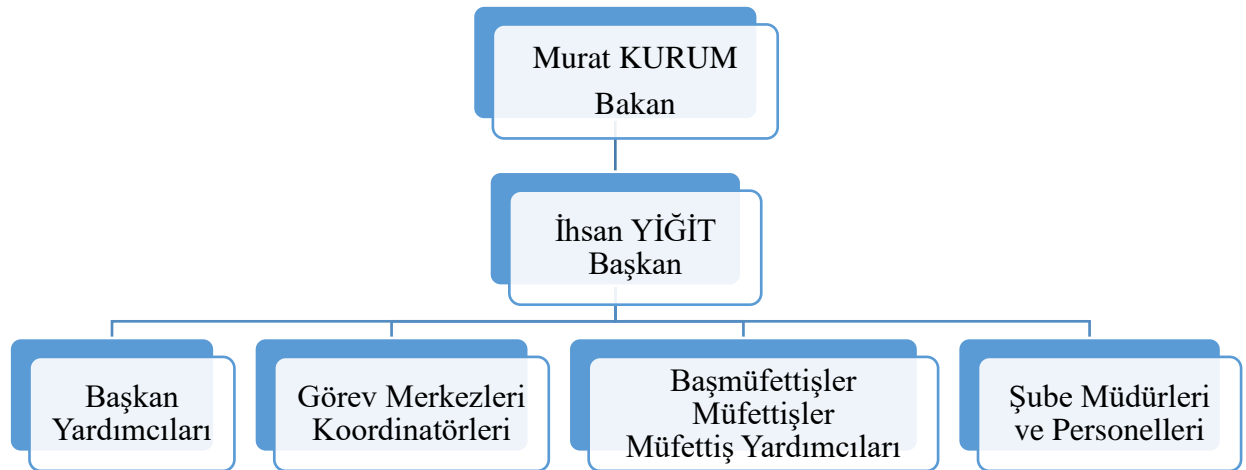 Murat KURUM
Bakan
İhsan YİĞİT
Başkan
Başkan
Yardımcıları
Görev Merkezleri
Koordinatörleri
Başmüfettişler
Müfettişler
Müfettiş Yardımcıları
Şube Müdürleri
ve Personelleri